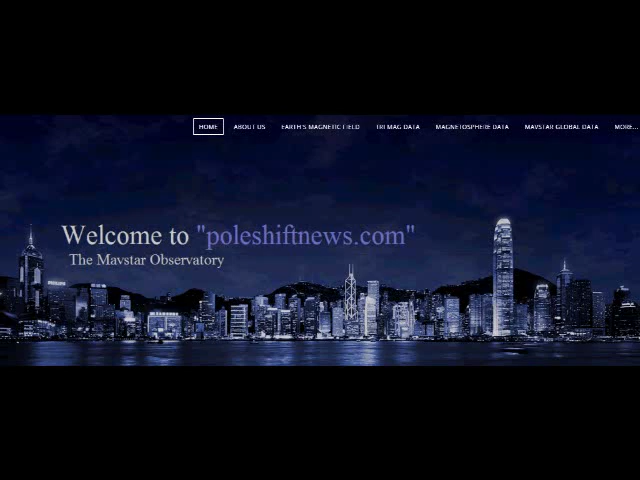 HOME ABOUT US EARTH'S MAGNETIC FIELD TRI MAG DATA MAGNETOSPHERE DATA MAVSTAR GLOBAL DATA MORE...
Welcome to "poleshiftnews.com"
The Mavstar Observatory